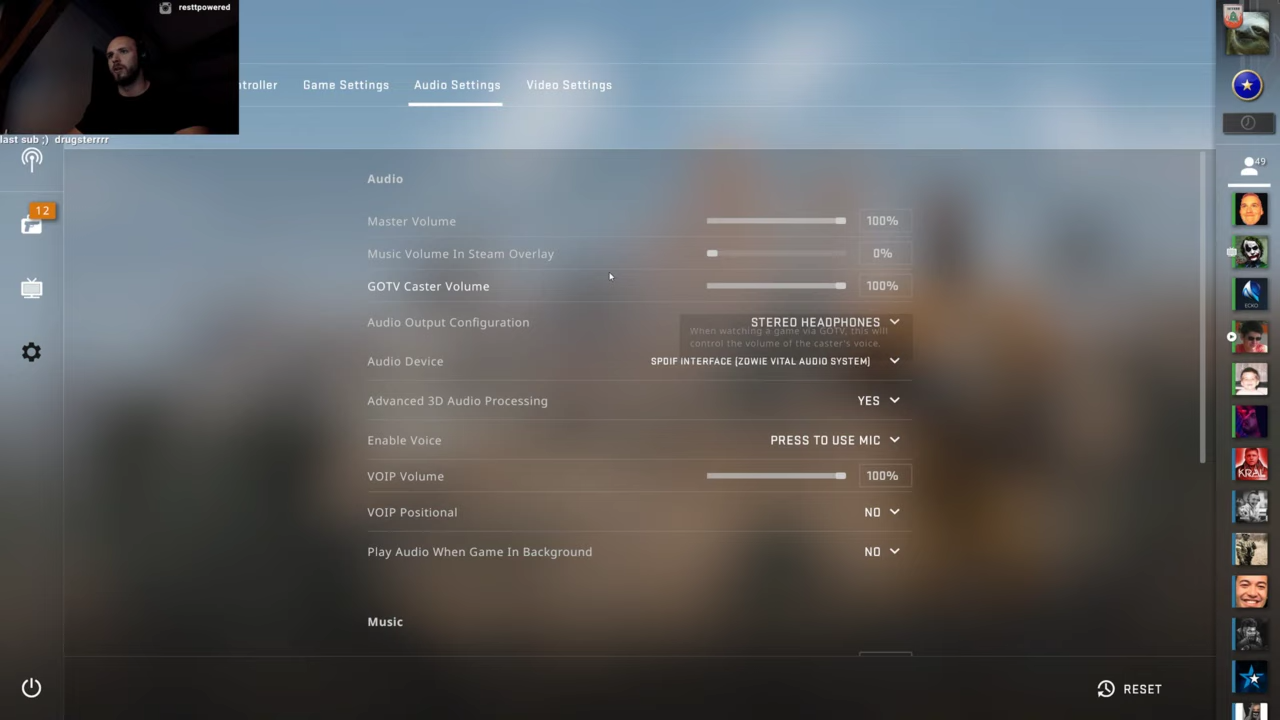 resttpowered
ntroller
Game Settings
Audio Settings
Video Settings
last sub ;) drugsterrrr
12
49
Audio
Master Volume
100%
Music Volume In Steam Overlay
0%
GOTV Caster Volume
100%
Audio Output Configuration
STEREO HEADPHONES
When watching a game via GOTV, this will
control the volume of the caster's voice.
Audio Device
SPDIF INTERFACE (ZOWIE VITAL AUDIO SYSTEM)
Advanced 3D Audio Processing
YES
Enable Voice
PRESS TO USE MIC
VOIP Volume
100%
VOIP Positional
NO
Play Audio When Game In Background
NO
Music
RESET
ECKO
KRAL